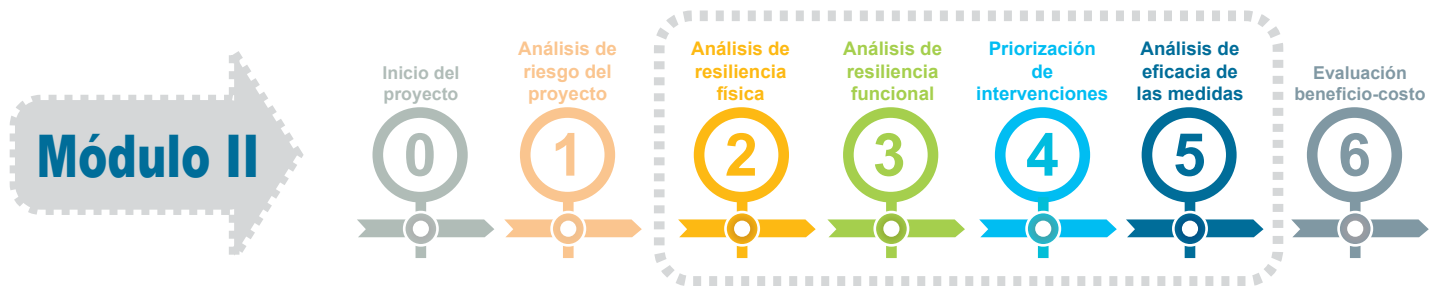 Módulo II
Inicio del
proyecto
0
Análisis de
riesgo del
proyecto
1
Análisis de
resiliencia
física
2
Análisis de
resiliencia
funcional
3
Priorización
de
intervenciones
4
Análisis de
eficacia de
las medidas
5
Evaluación
beneficio-costo
6